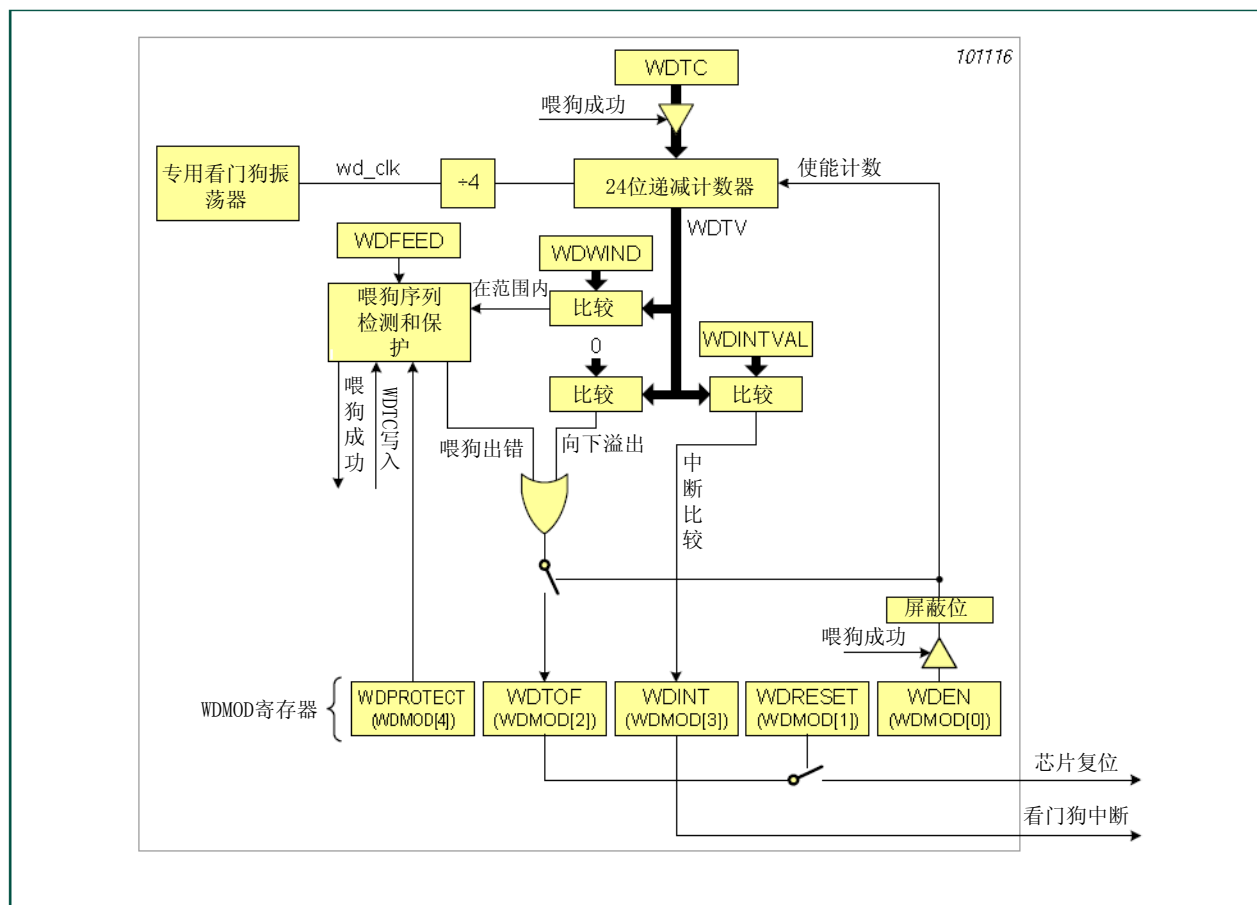 101116
WDTC
喂狗成功
专用看门狗振
荡器
wd_clk
÷4
24位递减计数器
使能计数
WDTV
WDFEED
WDWIND
喂狗序列
检测和保
护
在范围内
比较
WDINTVAL
0
比较
比较
喂狗成功
WDTC写入
喂狗出错
向下溢出
中断比较
屏蔽位
喂狗成功
WDMOD寄存器
WDPROTECT
(WDMOD[4])
WDTOF
(WDMOD[2])
WDINT
(WDMOD[3])
WDRESET
(WDMOD[1])
WDEN
(WDMOD[0])
芯片复位
看门狗中断